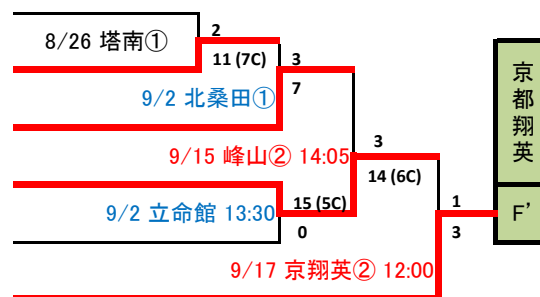 2
8/26 塔南①
11 (7C)
3
9/2 北桑田①
7
3
9/15 峰山② 14:05
14 (6C)
15 (5C)
9/2 立命館 13:30
0
1
3
9/17 京翔英② 12:00
京都翔英
F’